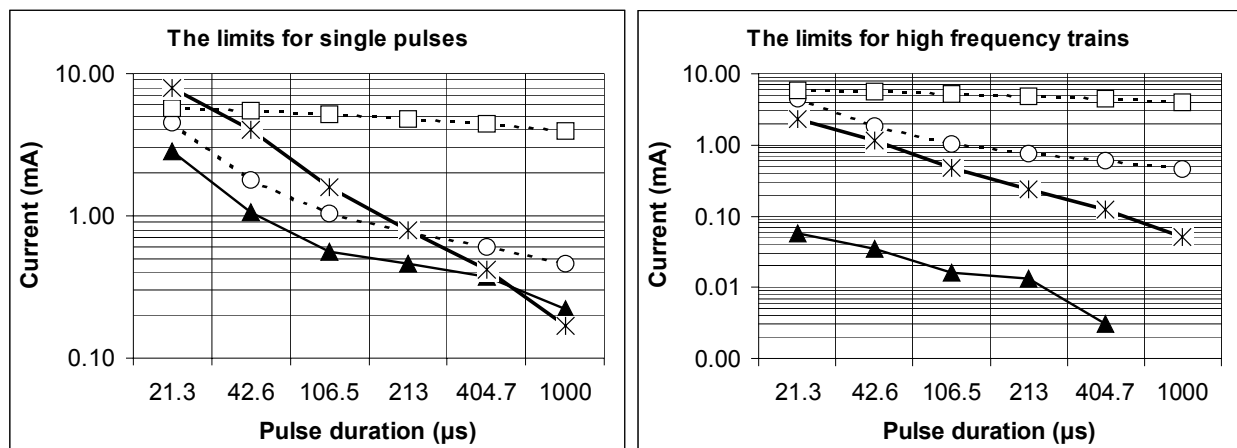 The limits for single pulses
10.00
1.00
0.10
Current (mA)
21.3 42.6 106.5 213 404.7 1000
Pulse duration (µs)
The limits for high frequency trains
10.00
1.00
0.10
0.01
0.00
Current (mA)
21.3 42.6 106.5 213 404.7 1000
Pulse duration (µs)